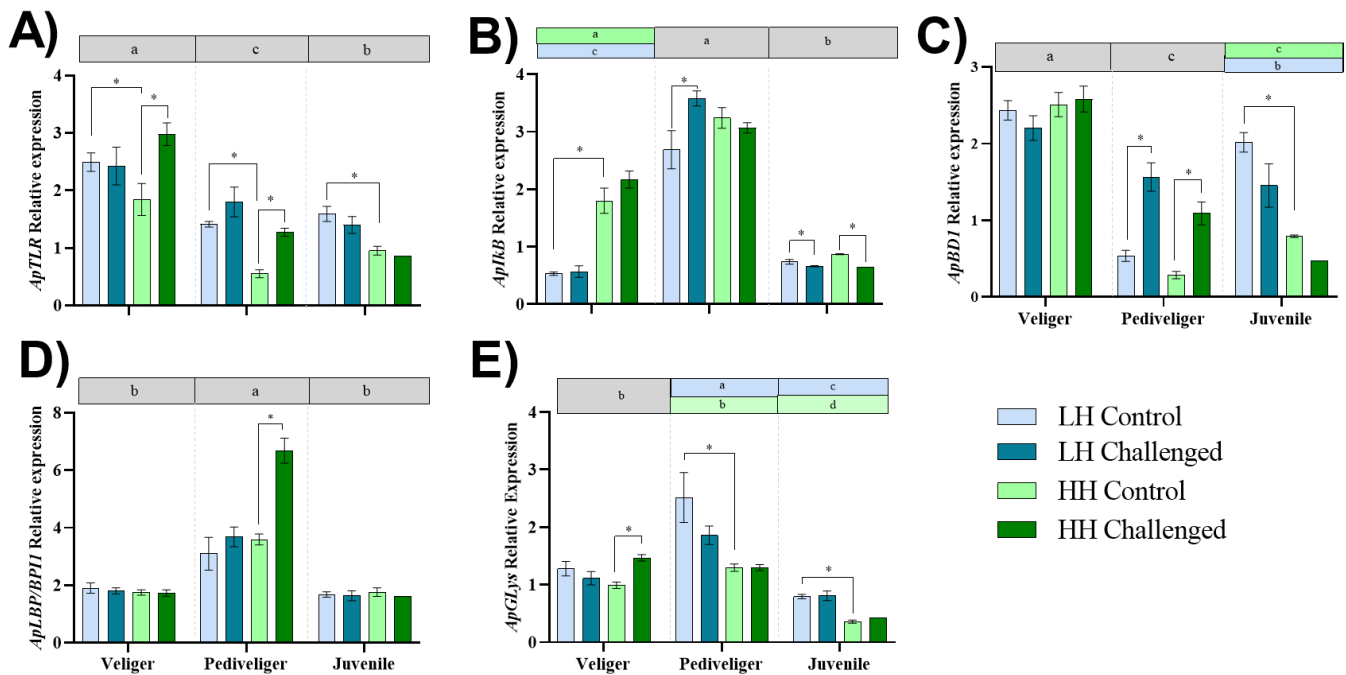 A)
a c b
ApTLR Relative expression
4
3
2
1
0
* *
* *
*
B)
a
c
a b
ApIkB Relative expression
4
3
2
1
0
*
*
* *
C)
a c
c
b
ApBD1 Relative expression
3
2
1
0
* *
*
Veliger Pediveliger Juvenile
D)
b a b
ApLBP/BPI1 Relative expression
8
6
4
2
0
*
Veliger Pediveliger Juvenile
E)
b
a c
b d
ApGLys Relative Expression
4
3
2
1
0
*
*
*
Veliger Pediveliger Juvenile
LH Control
LH Challenged
HH Control
HH Challenged